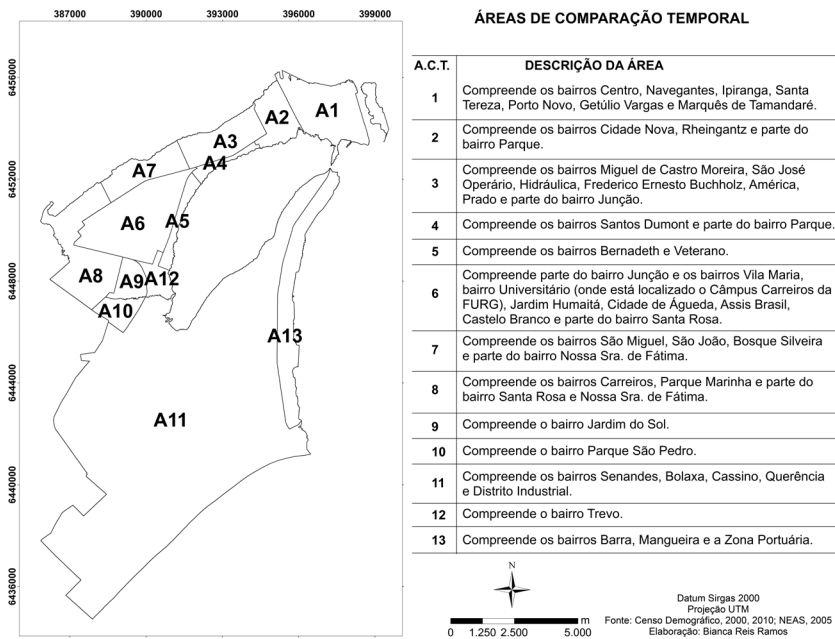 387000 390000 393000 396000 399000
6456000
6452000
6448000
6444000
6440000
6436000
A1
A2
A3
A4
A7
A6
A5
A8
A9
A12
A10
A13
A11
ÁREAS DE COMPARAÇÃO TEMPORAL
A.C.T. DESCRIÇÃO DA ÁREA
1 Compreende os bairros Centro, Navegantes, Ipiranga, Santa
Tereza, Porto Novo, Getúlio Vargas e Marquês de Tamandaré.
2 Compreende os bairros Cidade Nova, Rheingantz e parte do
bairro Parque.
3 Compreende os bairros Miguel de Castro Moreira, São José
Operário, Hidráulica, Frederico Ernesto Buchholz, América,
Prado e parte do bairro Junção.
4 Compreende os bairros Santos Dumont e parte do bairro Parque.
5 Compreende os bairros Bernadeth e Veterano.
6 Compreende parte do bairro Junção e os bairros Vila Maria,
bairro Universitário (onde está localizado o Câmpus Carreiros da
FURG), Jardim Humaitá, Cidade de Águeda, Assis Brasil,
Castelo Branco e parte do bairro Santa Rosa.
7 Compreende os bairros São Miguel, São João, Bosque Silveira
e parte do bairro Nossa Sra. de Fátima.
8 Compreende os bairros Carreiros, Parque Marinha e parte do
bairro Santa Rosa e Nossa Sra. de Fátima.
9 Compreende o bairro Jardim do Sol.
10 Compreende o bairro Parque São Pedro.
11 Compreende os bairros Senandes, Bolaxa, Cassino, Querência
e Distrito Industrial.
12 Compreende o bairro Trevo.
13 Compreende os bairros Barra, Mangueira e a Zona Portuária.
N
m
0 1.250 2.500 5.000
Datum Sirgas 2000
Projeção UTM
Fonte: Censo Demográfico, 2000, 2010; NEAS, 2005
Elaboração: Bianca Reis Ramos